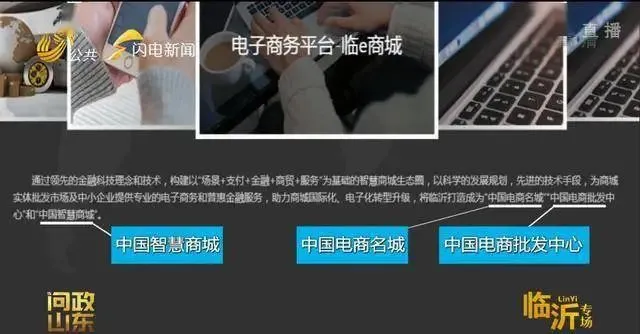 公共 闪电新闻
直播
电子商务平台-临e商城
通过领先的金融科技理念和技术，构建以“场景+支付+金融+商贸+服务”为基础的智慧商城生态圈，以科学的发展规划，先进的技术手段，为商城
实体批发市场及中小企业提供专业的电子商务和普惠金融服务，助力商城国际化、电子化转型升级，将临沂打造成为“中国电商名城”“中国电商批发中
心”和“中国智慧商城”。
中国智慧商城
中国电商名城
中国电商批发中心
问政
山东
临沂
LinYi
专场